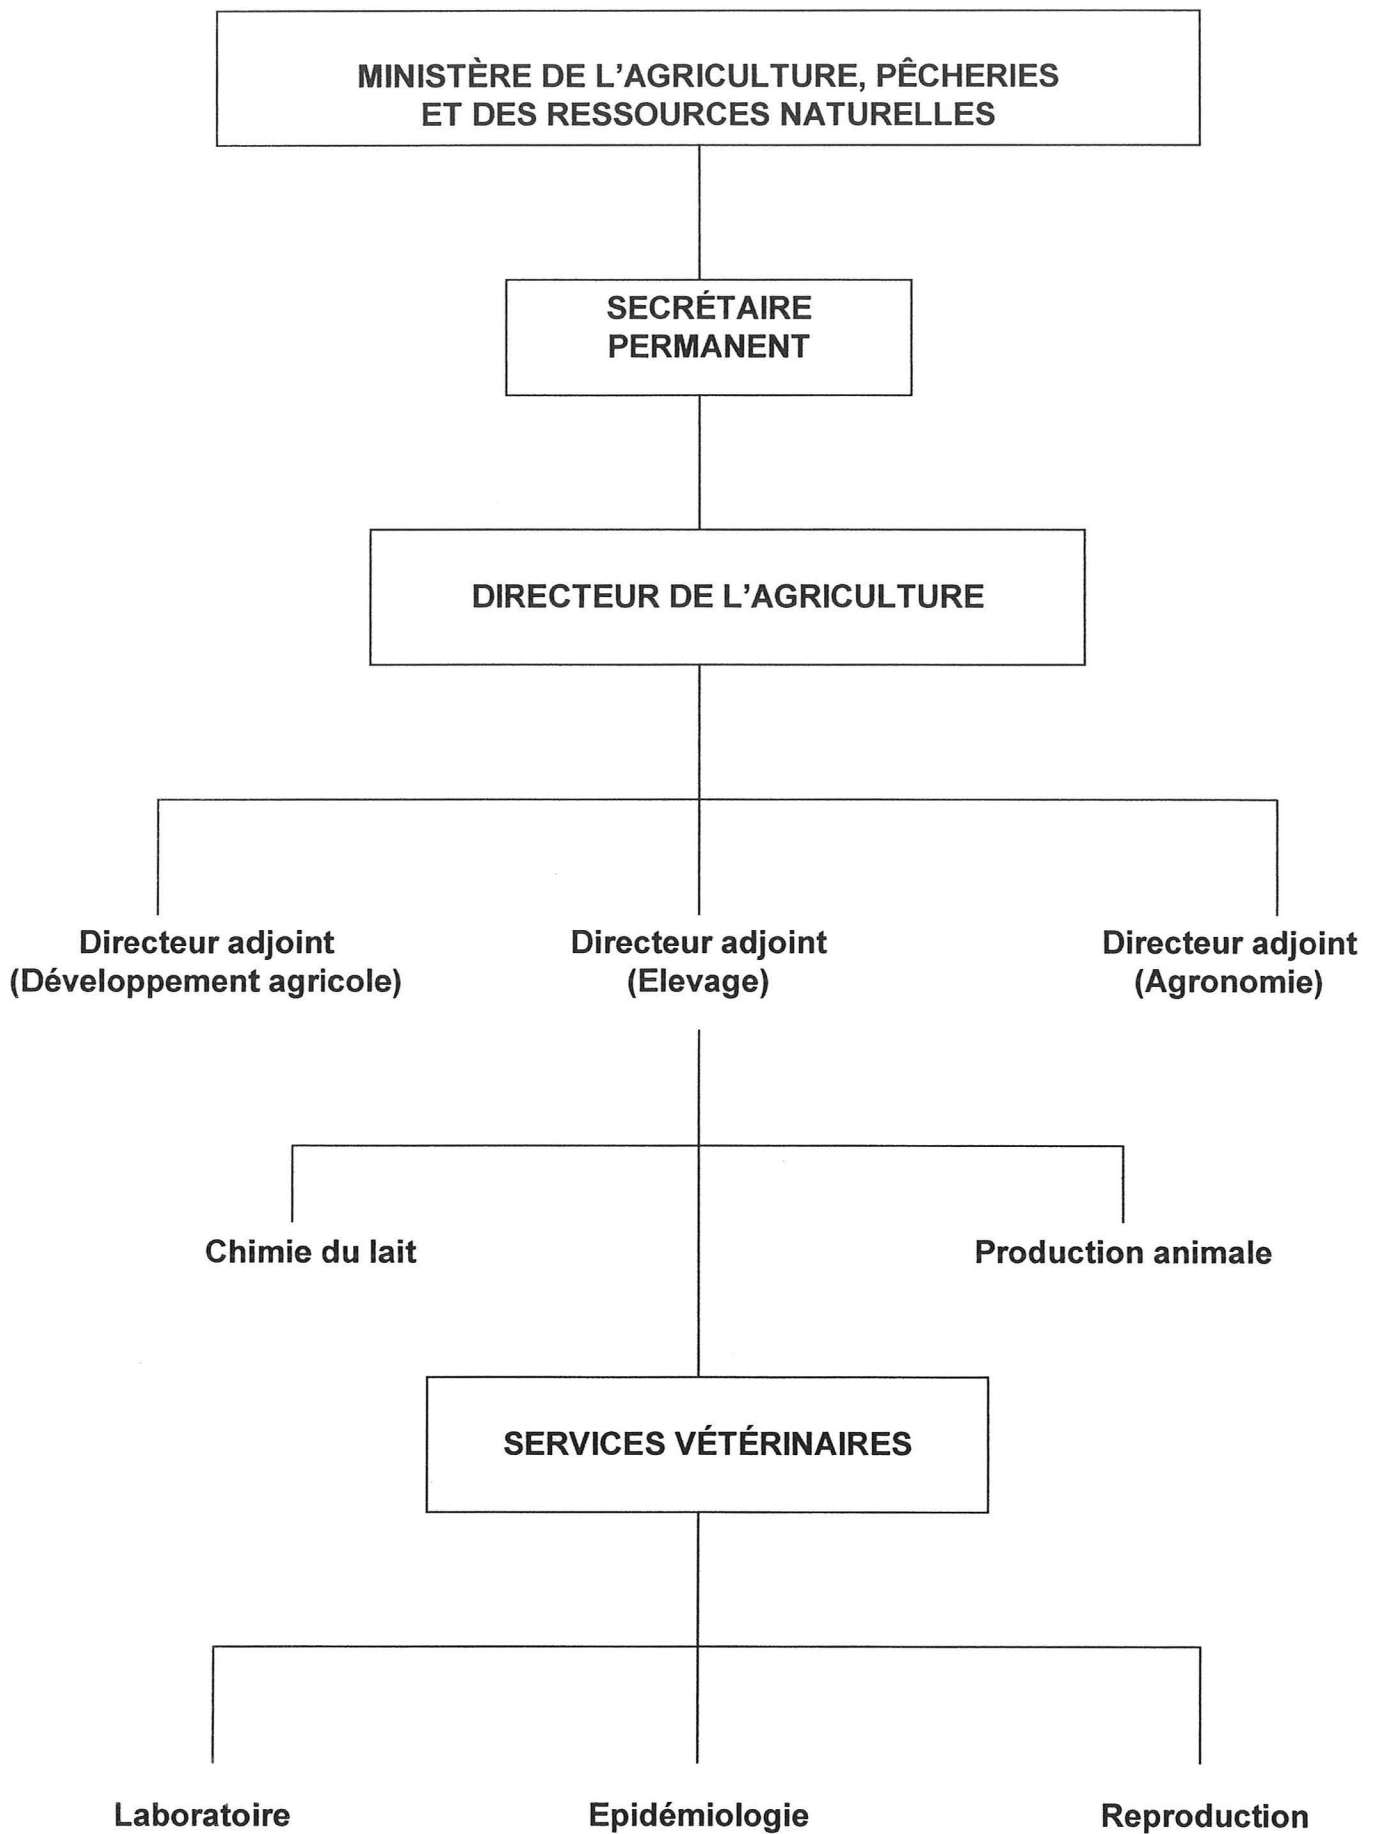 MINISTÈRE DE L'AGRICULTURE, PÊCHERIES
ET DES RESSOURCES NATURELLES
SECRÉTAIRE
PERMANENT
DIRECTEUR DE L'AGRICULTURE
Directeur adjoint
(Développement agricole)
Directeur adjoint
(Elevage)
Directeur adjoint
(Agronomie)
Chimie du lait
Production animale
SERVICES VÉTÉRINAIRES
Laboratoire
Epidémiologie
Reproduction